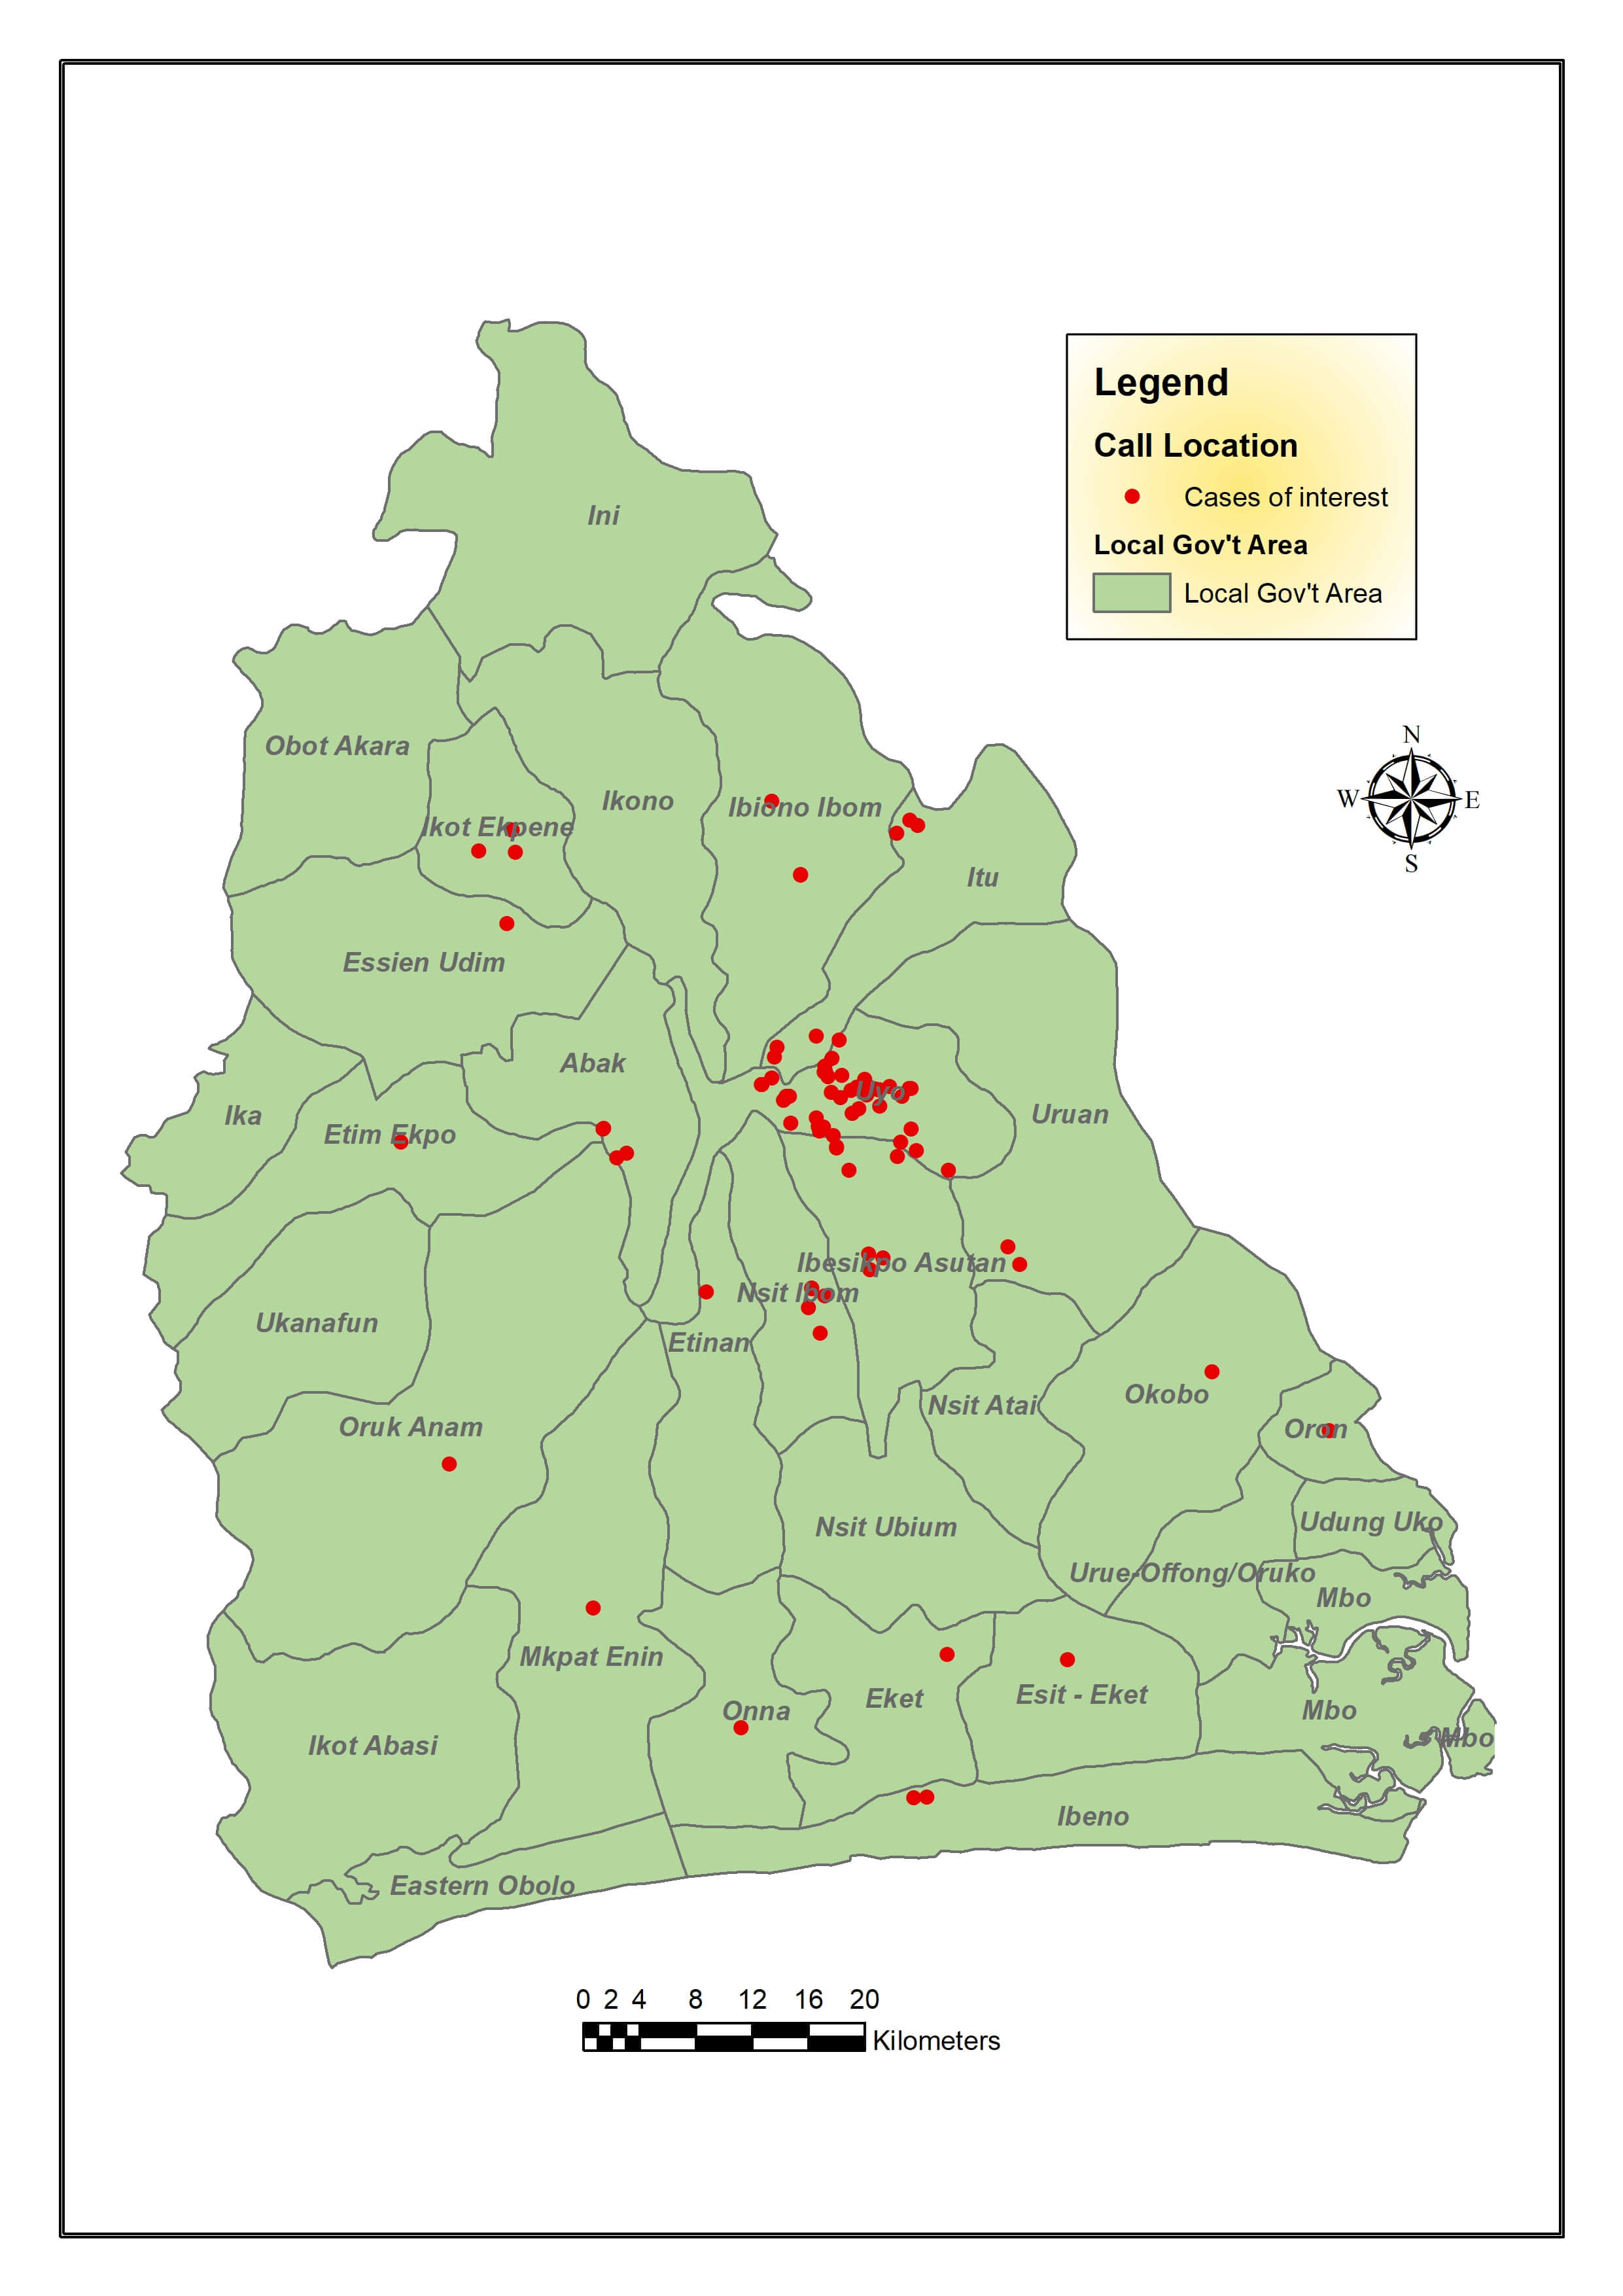 Legend
Call Location
Cases of interest
Local Gov't Area
Local Gov't Area
Ini
N
W
E
S
Obot Akara
Ikono
Ibiono Ibom
Ikot Ekpene
Itu
Essien Udim
Abak
Uyo
Ika
Uruan
Etim Ekpo
Ibesikpo Asutan
Nsit Ibom
Ukanafun
Etinan
Okobo
Nsit Atai
Oruk Anam
Oron
Udung Uko
Nsit Ubium
Urue-Offong/Oruko
Mbo
Mkpat Enin
Esit - Eket
Eket
Onna
Mbo
Mbo
Ikot Abasi
Ibeno
Eastern Obolo
0 2 4 8 12 16 20
Kilometers